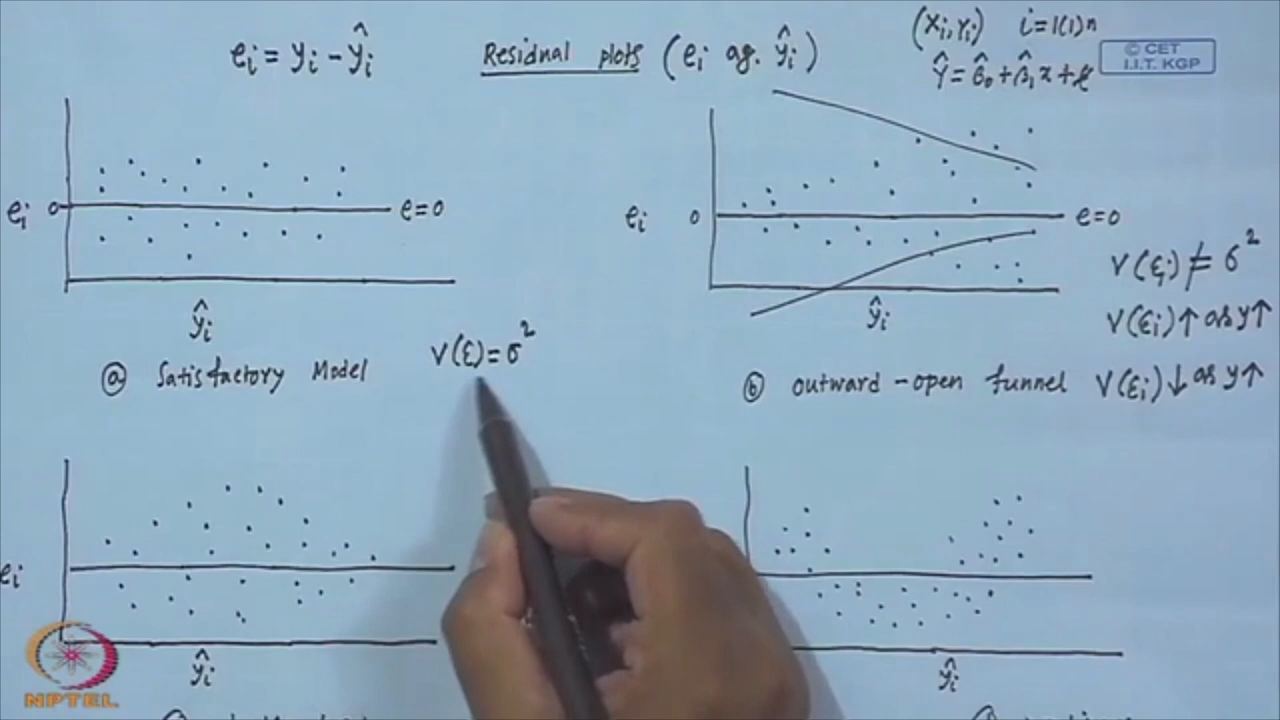 eᵢ = yᵢ - ŷᵢ
Residual plots (eᵢ ag. ŷᵢ)
(xᵢ, yᵢ) i = 1(1)n
Ŷ = β̂₀ + β̂₁x +
© CET
I.I.T. KGP
eᵢ 0 e=0
ŷᵢ
ⓐ Satisfactory Model V(ε) = σ²
eᵢ 0 e=0
ŷᵢ
V(εᵢ) ≠ σ²
V(εᵢ)↑ as y↑
ⓑ outward-open funnel V(εᵢ)↓ as y↑
eᵢ
ŷᵢ
ŷᵢ
NPTEL